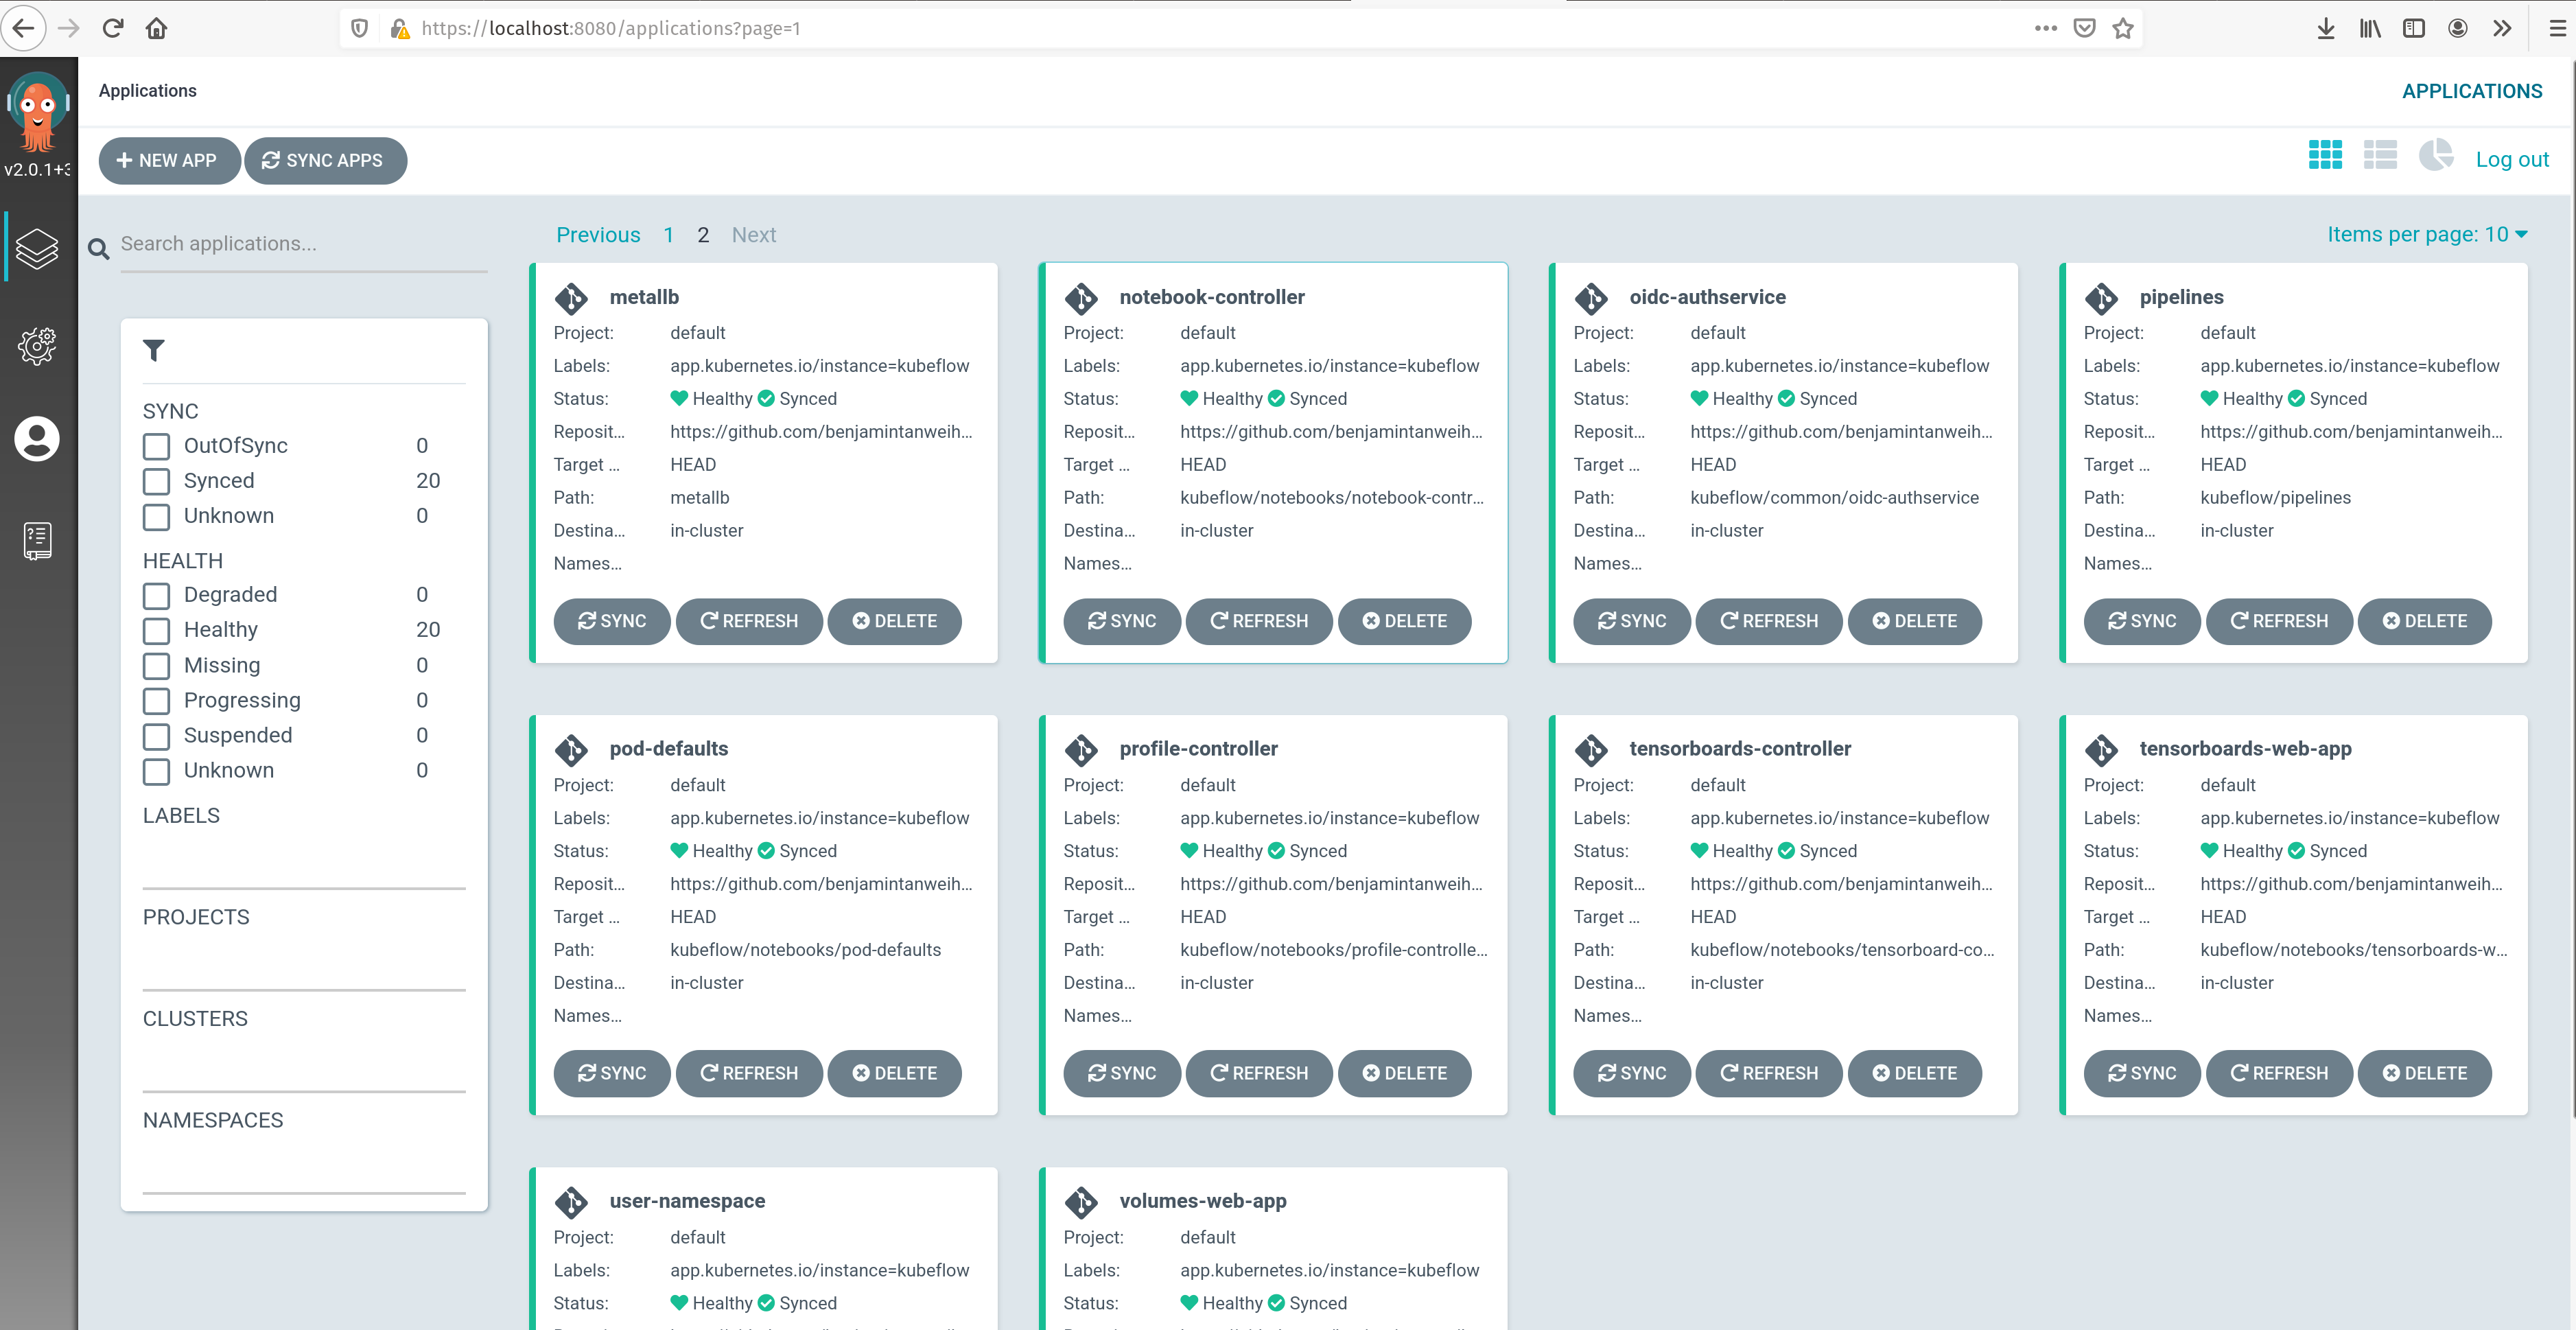 https://localhost:8080/applications?page=1
Applications
APPLICATIONS
v2.0.1+3
NEW APP
SYNC APPS
Log out
Search applications...
Previous 1 2 Next
Items per page: 10
SYNC
OutOfSync 0
Synced 20
Unknown 0
HEALTH
Degraded 0
Healthy 20
Missing 0
Progressing 0
Suspended 0
Unknown 0
LABELS
PROJECTS
CLUSTERS
NAMESPACES
metallb
Project: default
Labels: app.kubernetes.io/instance=kubeflow
Status: Healthy Synced
Reposit... https://github.com/benjamintanweih...
Target ... HEAD
Path: metallb
Destina... in-cluster
Names...
SYNC REFRESH DELETE
notebook-controller
Project: default
Labels: app.kubernetes.io/instance=kubeflow
Status: Healthy Synced
Reposit... https://github.com/benjamintanweih...
Target ... HEAD
Path: kubeflow/notebooks/notebook-contr...
Destina... in-cluster
Names...
SYNC REFRESH DELETE
oidc-authservice
Project: default
Labels: app.kubernetes.io/instance=kubeflow
Status: Healthy Synced
Reposit... https://github.com/benjamintanweih...
Target ... HEAD
Path: kubeflow/common/oidc-authservice
Destina... in-cluster
Names...
SYNC REFRESH DELETE
pipelines
Project: default
Labels: app.kubernetes.io/instance=kubeflow
Status: Healthy Synced
Reposit... https://github.com/benjamintanweih...
Target ... HEAD
Path: kubeflow/pipelines
Destina... in-cluster
Names...
SYNC REFRESH DELETE
pod-defaults
Project: default
Labels: app.kubernetes.io/instance=kubeflow
Status: Healthy Synced
Reposit... https://github.com/benjamintanweih...
Target ... HEAD
Path: kubeflow/notebooks/pod-defaults
Destina... in-cluster
Names...
SYNC REFRESH DELETE
profile-controller
Project: default
Labels: app.kubernetes.io/instance=kubeflow
Status: Healthy Synced
Reposit... https://github.com/benjamintanweih...
Target ... HEAD
Path: kubeflow/notebooks/profile-controlle...
Destina... in-cluster
Names...
SYNC REFRESH DELETE
tensorboards-controller
Project: default
Labels: app.kubernetes.io/instance=kubeflow
Status: Healthy Synced
Reposit... https://github.com/benjamintanweih...
Target ... HEAD
Path: kubeflow/notebooks/tensorboard-co...
Destina... in-cluster
Names...
SYNC REFRESH DELETE
tensorboards-web-app
Project: default
Labels: app.kubernetes.io/instance=kubeflow
Status: Healthy Synced
Reposit... https://github.com/benjamintanweih...
Target ... HEAD
Path: kubeflow/notebooks/tensorboards-w...
Destina... in-cluster
Names...
SYNC REFRESH DELETE
user-namespace
Project: default
Labels: app.kubernetes.io/instance=kubeflow
Status: Healthy Synced
volumes-web-app
Project: default
Labels: app.kubernetes.io/instance=kubeflow
Status: Healthy Synced